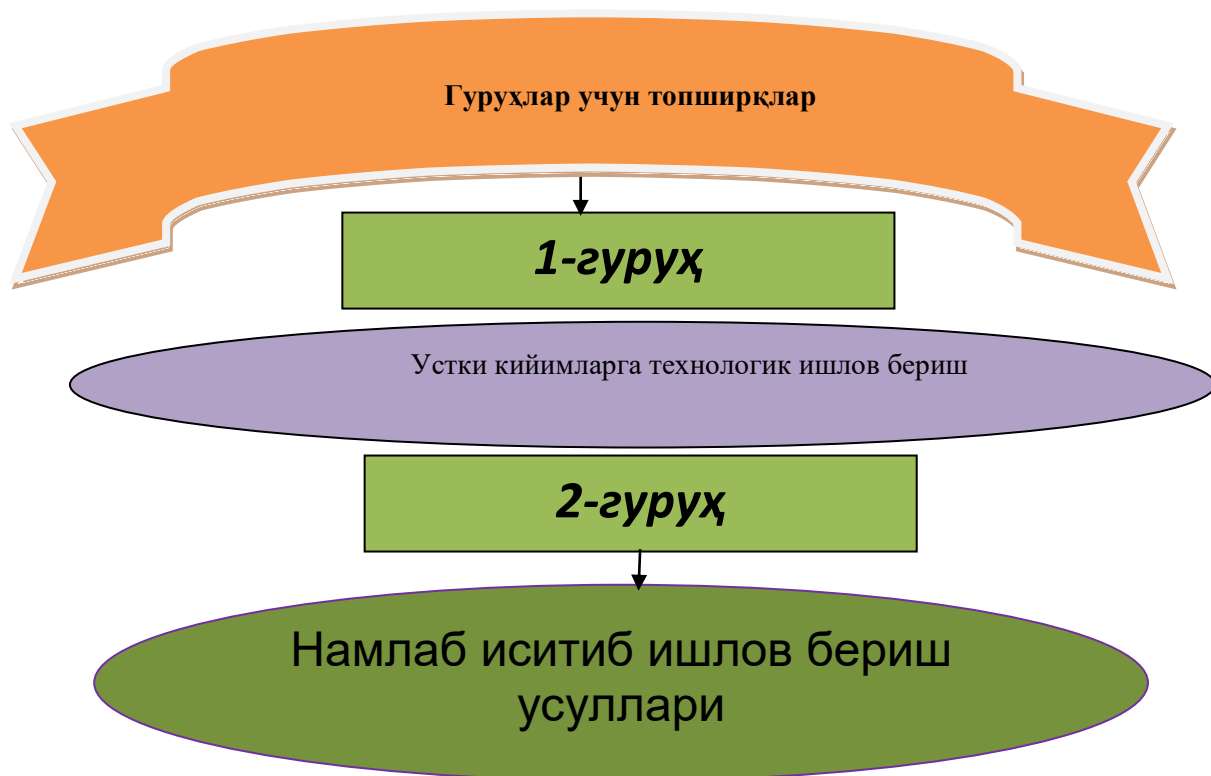 Гуруҳлар учун топширқлар
1-гуруҳ
Устки кийимларга технологик ишлов бериш
2-гуруҳ
Намлаб иситиб ишлов бериш
усуллари